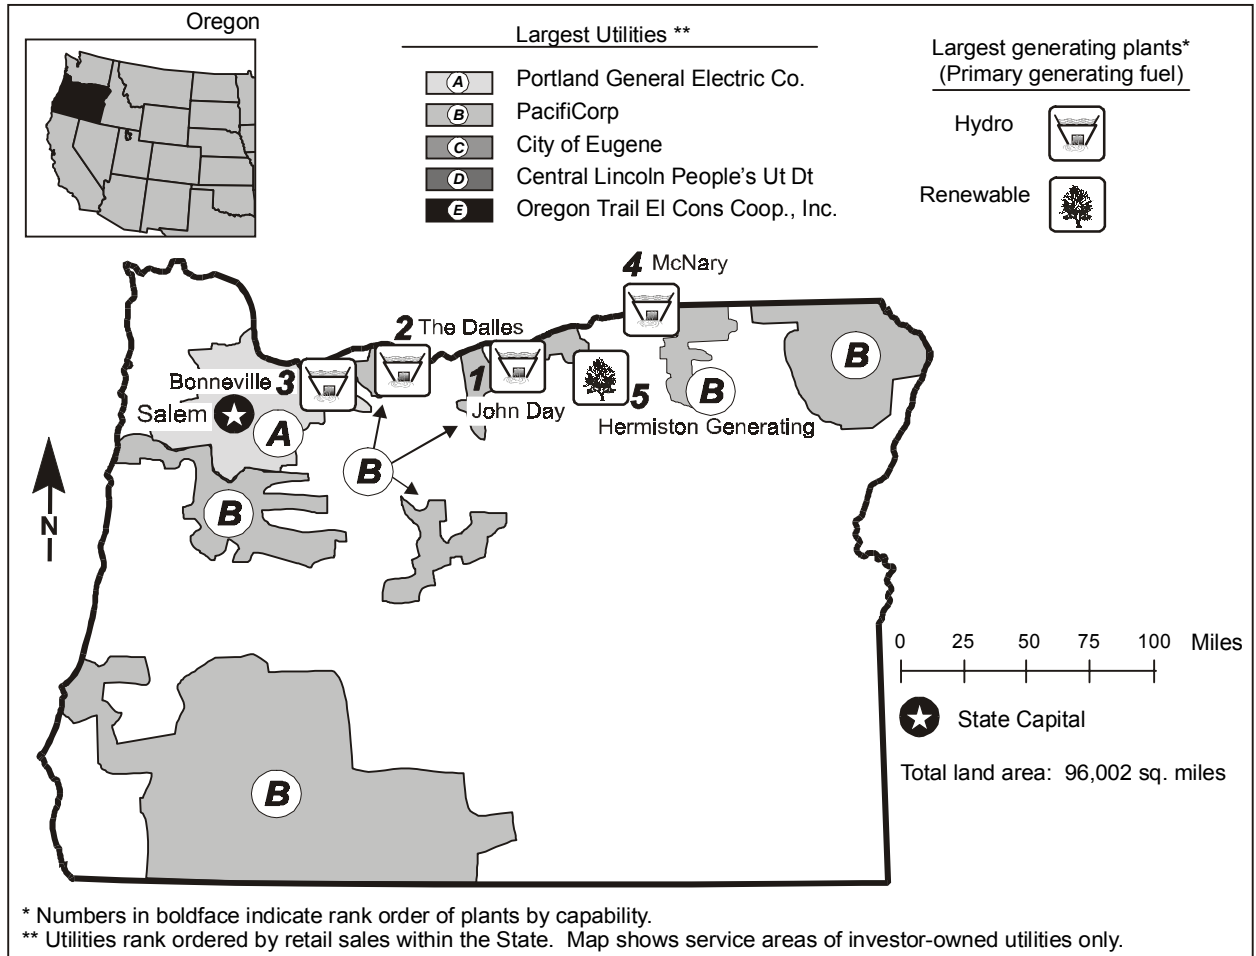 Oregon
Largest Utilities **
A Portland General Electric Co.
B PacifiCorp
C City of Eugene
D Central Lincoln People's Ut Dt
E Oregon Trail El Cons Coop., Inc.
Largest generating plants*
(Primary generating fuel)
Hydro
Renewable
4 McNary
2 The Dalles
Bonneville 3
1
John Day
5
Hermiston Generating
Salem
A
B
B
B
B
B
N
0 25 50 75 100 Miles
State Capital
Total land area: 96,002 sq. miles
* Numbers in boldface indicate rank order of plants by capability.
** Utilities rank ordered by retail sales within the State. Map shows service areas of investor-owned utilities only.